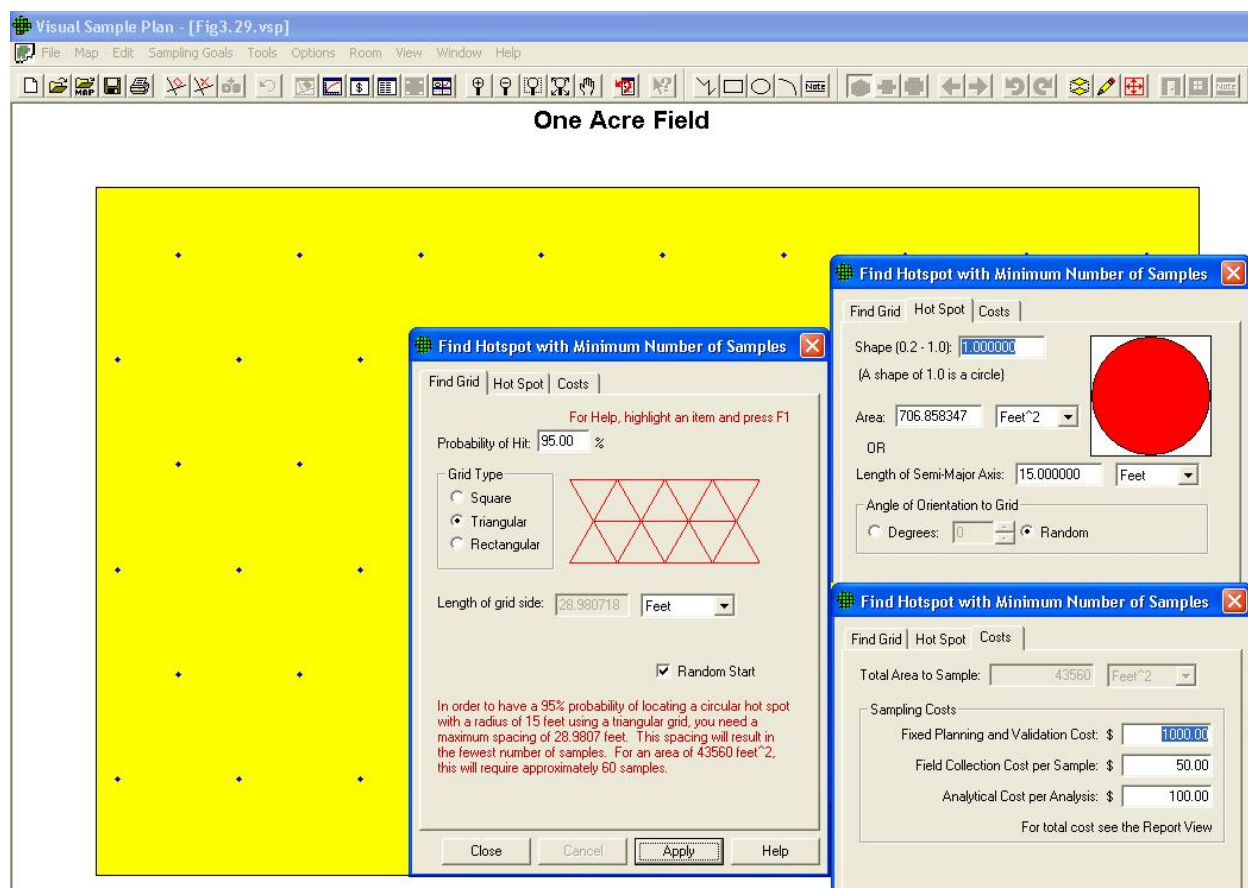 Visual Sample Plan - [Fig3.29.vsp]
File Map Edit Sampling Goals Tools Options Room View Window Help
MAP
Note
Note
One Acre Field
Find Hotspot with Minimum Number of Samples
Find Grid Hot Spot Costs
For Help, highlight an item and press F1
Probability of Hit: 95.00 %
Grid Type
Square
Triangular
Rectangular
Length of grid side: 28.980718 Feet
Random Start
In order to have a 95% probability of locating a circular hot spot
with a radius of 15 feet using a triangular grid, you need a
maximum spacing of 28.9807 feet. This spacing will result in
the fewest number of samples. For an area of 43560 feet^2,
this will require approximately 60 samples.
Close Cancel Apply Help
Find Hotspot with Minimum Number of Samples
Find Grid Hot Spot Costs
Shape (0.2 - 1.0): 1.000000
(A shape of 1.0 is a circle)
Area: 706.858347 Feet^2
OR
Length of Semi-Major Axis: 15.000000 Feet
Angle of Orientation to Grid
Degrees: 0 Random
Find Hotspot with Minimum Number of Samples
Find Grid Hot Spot Costs
Total Area to Sample: 43560 Feet^2
Sampling Costs
Fixed Planning and Validation Cost: $ 1000.00
Field Collection Cost per Sample: $ 50.00
Analytical Cost per Analysis: $ 100.00
For total cost see the Report View